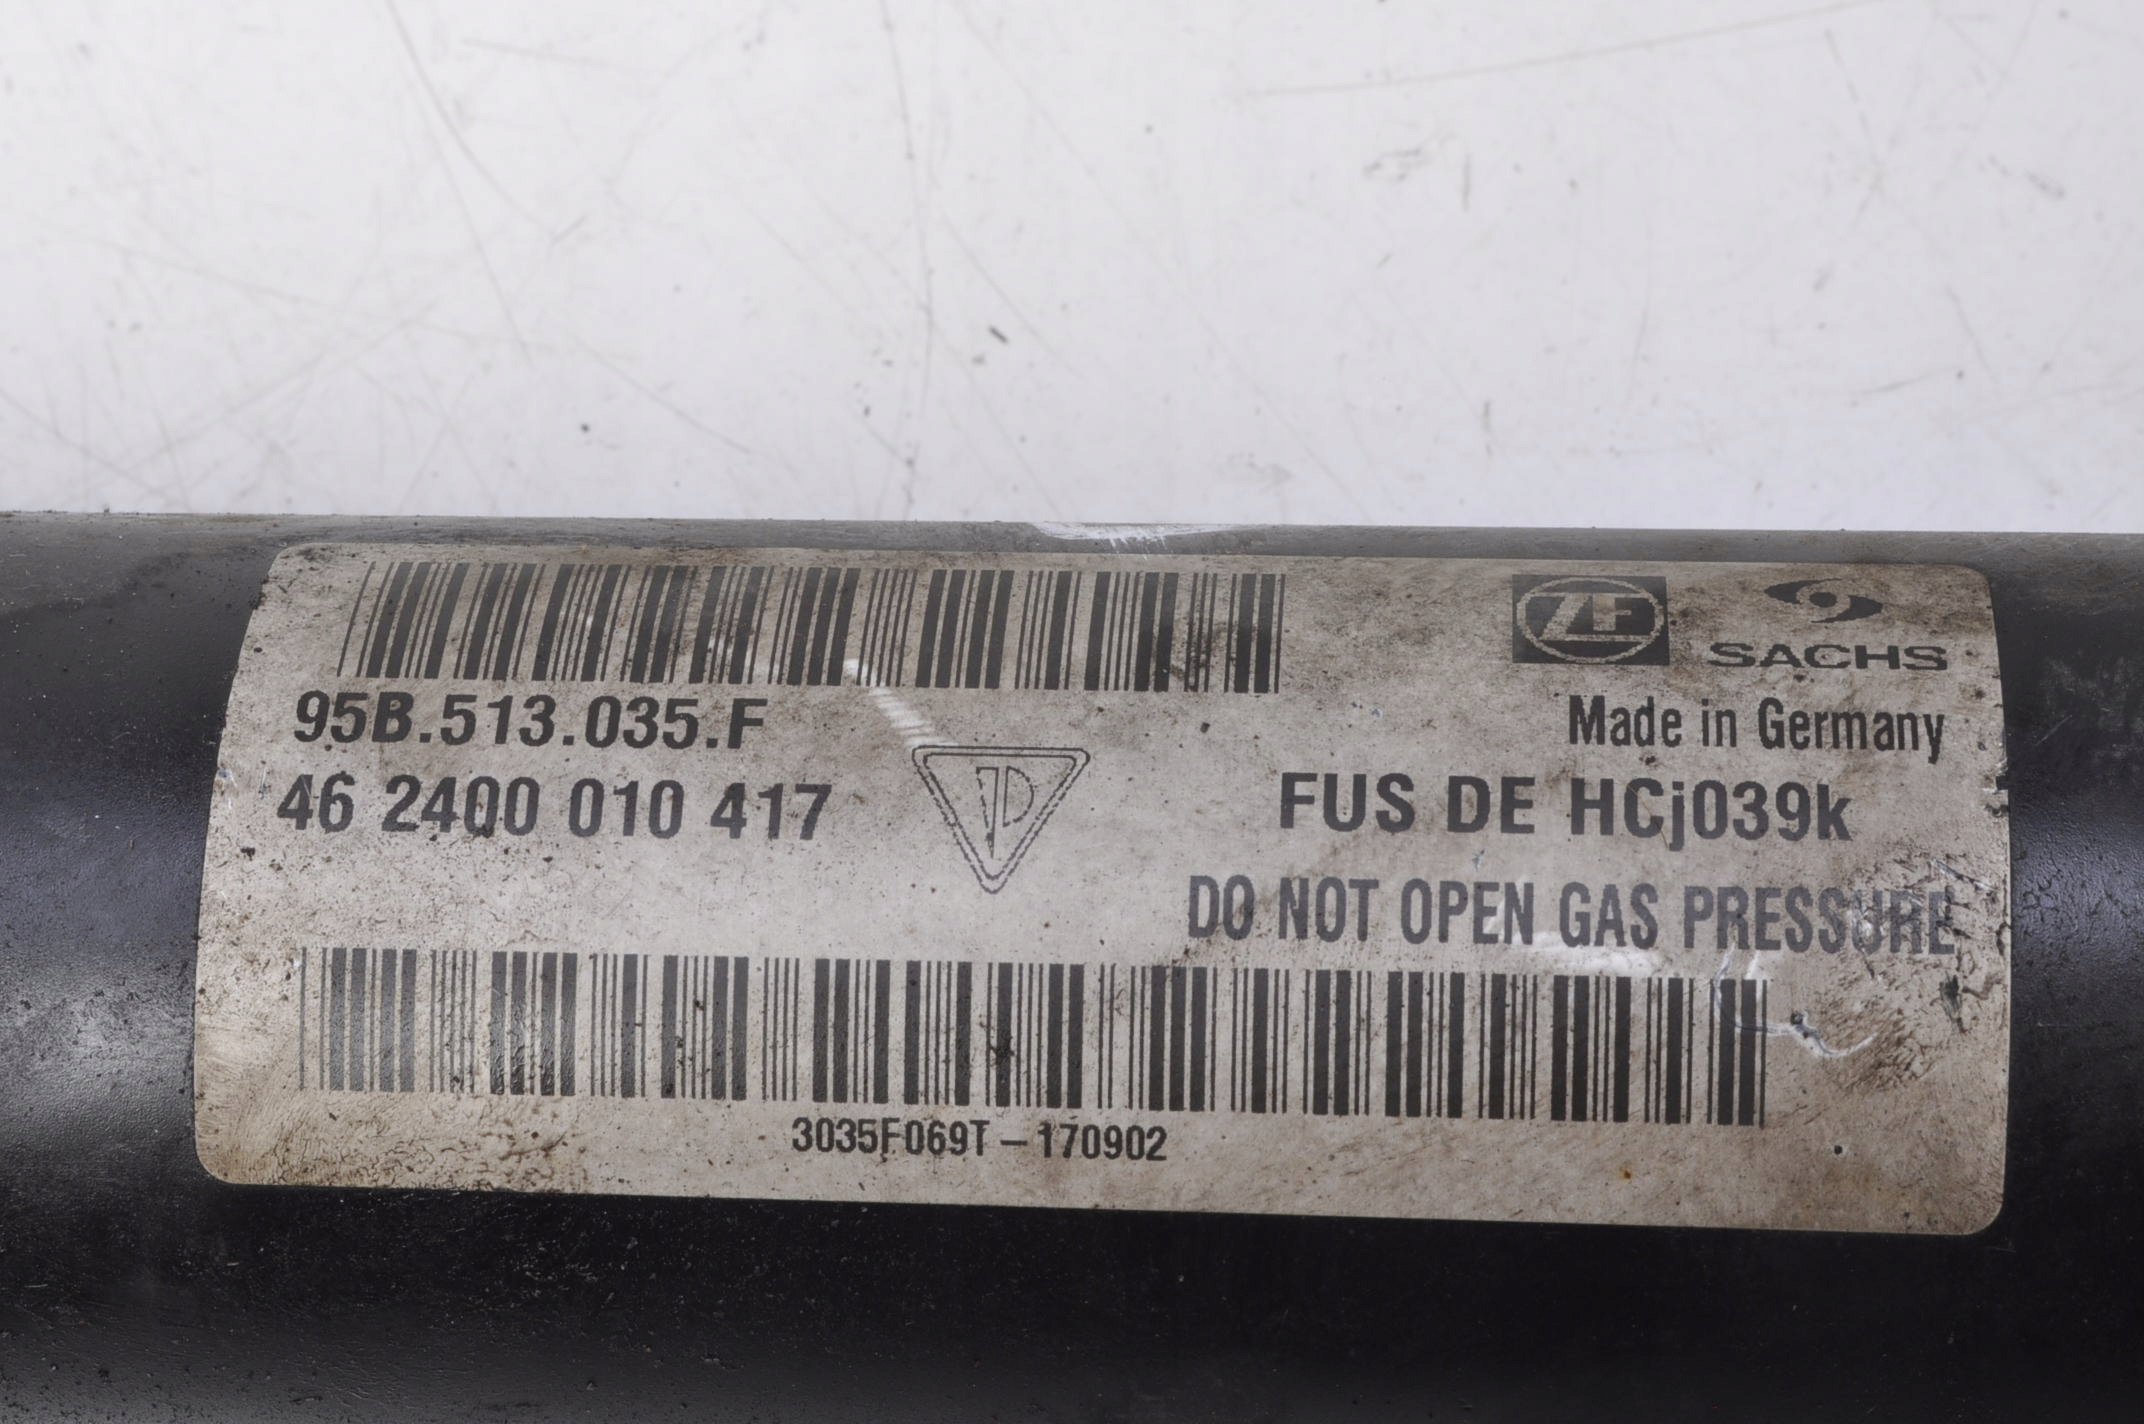 ZF SACHS
95B.513.035.F
Made in Germany
46 2400 010 417
FUS DE HCj039k
DO NOT OPEN GAS PRESSURE
3035F069T – 170902